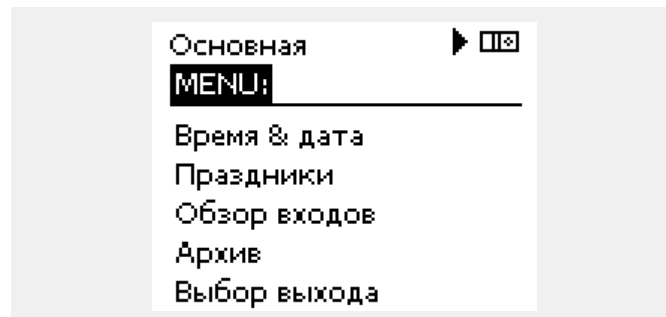 Основная
MENU:
Время & дата
Праздники
Обзор входов
Архив
Выбор выхода